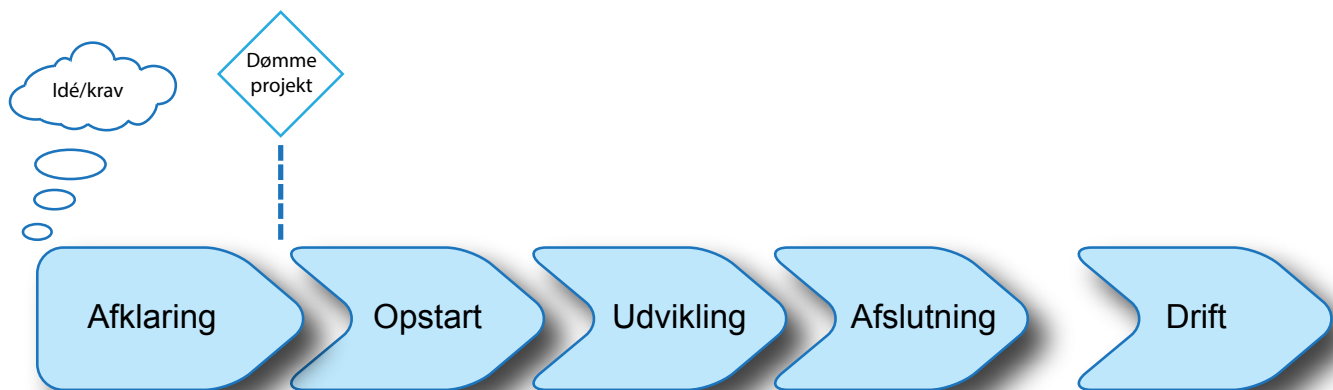 Idé/krav
Dømme
projekt
Afklaring
Opstart
Udvikling
Afslutning
Drift